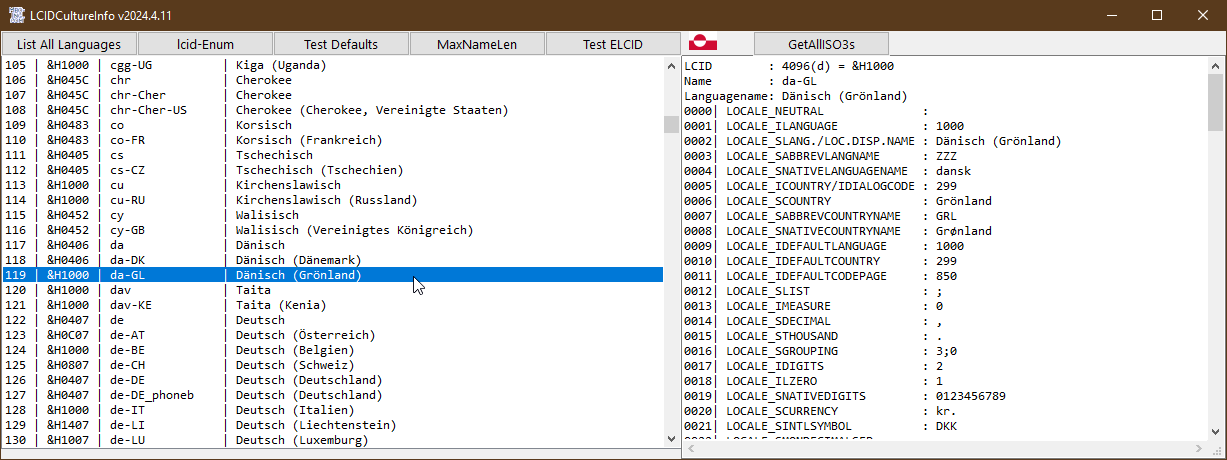 LCIDCultureInfo v2024.4.11
List All Languages lcid-Enum Test Defaults MaxNameLen Test ELCID GetAllISO3s
105 | &H1000 | cgg-UG | Kiga (Uganda)
106 | &H045C | chr | Cherokee
107 | &H045C | chr-Cher | Cherokee
108 | &H045C | chr-Cher-US | Cherokee (Cherokee, Vereinigte Staaten)
109 | &H0483 | co | Korsisch
110 | &H0483 | co-FR | Korsisch (Frankreich)
111 | &H0405 | cs | Tschechisch
112 | &H0405 | cs-CZ | Tschechisch (Tschechien)
113 | &H1000 | cu | Kirchenslawisch
114 | &H1000 | cu-RU | Kirchenslawisch (Russland)
115 | &H0452 | cy | Walisisch
116 | &H0452 | cy-GB | Walisisch (Vereinigtes Königreich)
117 | &H0406 | da | Dänisch
118 | &H0406 | da-DK | Dänisch (Dänemark)
119 | &H1000 | da-GL | Dänisch (Grönland)
120 | &H1000 | dav | Taita
121 | &H1000 | dav-KE | Taita (Kenia)
122 | &H0407 | de | Deutsch
123 | &H0C07 | de-AT | Deutsch (Österreich)
124 | &H1000 | de-BE | Deutsch (Belgien)
125 | &H0807 | de-CH | Deutsch (Schweiz)
126 | &H0407 | de-DE | Deutsch (Deutschland)
127 | &H0407 | de-DE_phoneb | Deutsch (Deutschland)
128 | &H1000 | de-IT | Deutsch (Italien)
129 | &H1407 | de-LI | Deutsch (Liechtenstein)
130 | &H1007 | de-LU | Deutsch (Luxemburg)
LCID : 4096(d) = &H1000
Name : da-GL
Languagename: Dänisch (Grönland)
0000| LOCALE_NEUTRAL :
0001| LOCALE_ILANGUAGE : 1000
0002| LOCALE_SLANG./LOC.DISP.NAME : Dänisch (Grönland)
0003| LOCALE_SABBREVLANGNAME : ZZZ
0004| LOCALE_SNATIVELANGUAGENAME : dansk
0005| LOCALE_ICOUNTRY/IDIALOGCODE : 299
0006| LOCALE_SCOUNTRY : Grönland
0007| LOCALE_SABBREVCOUNTRYNAME : GRL
0008| LOCALE_SNATIVECOUNTRYNAME : Grønland
0009| LOCALE_IDEFAULTLANGUAGE : 1000
0010| LOCALE_IDEFAULTCOUNTRY : 299
0011| LOCALE_IDEFAULTCODEPAGE : 850
0012| LOCALE_SLIST : ;
0013| LOCALE_IMEASURE : 0
0014| LOCALE_SDECIMAL : ,
0015| LOCALE_STHOUSAND : .
0016| LOCALE_SGROUPING : 3;0
0017| LOCALE_IDIGITS : 2
0018| LOCALE_ILZERO : 1
0019| LOCALE_SNATIVEDIGITS : 0123456789
0020| LOCALE_SCURRENCY : kr.
0021| LOCALE_SINTLSYMBOL : DKK